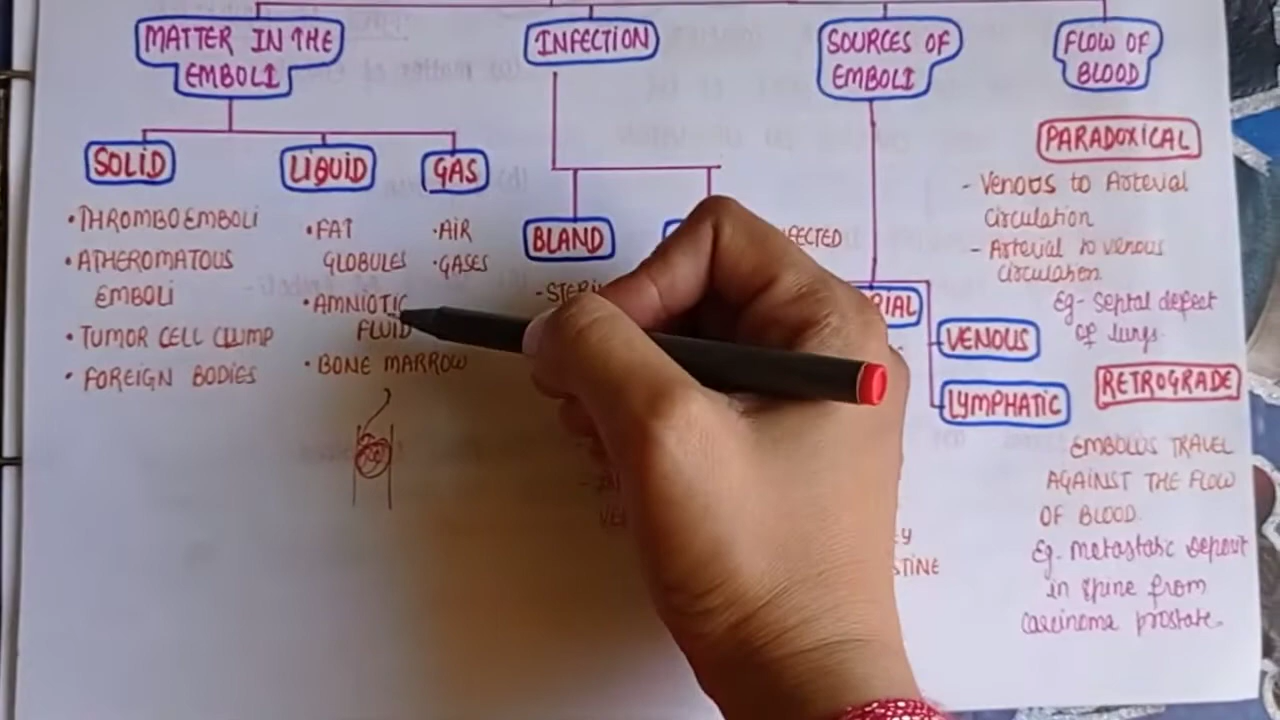 MATTER IN THE
EMBOLI
INFECTION
SOURCES OF
EMBOLI
FLOW OF
BLOOD
SOLID
LIQUID
GAS
• THROMBOEMBOLI
• ATHEROMATOUS
EMBOLI
• TUMOR CELL CLUMP
• FOREIGN BODIES
• FAT
GLOBULES
• AMNIOTIC
FLUID
• BONE MARROW
• AIR
• GASES
BLAND
VENOUS
LYMPHATIC
PARADOXICAL
- Venous to Arterial
Circulation
- Arterial to venous
circulation
Eg- Septal defect
of lungs.
RETROGRADE
EMBOLUS TRAVEL
AGAINST THE FLOW
OF BLOOD.
Eg. metastatic deposit
in spine from
carcinoma prostate.